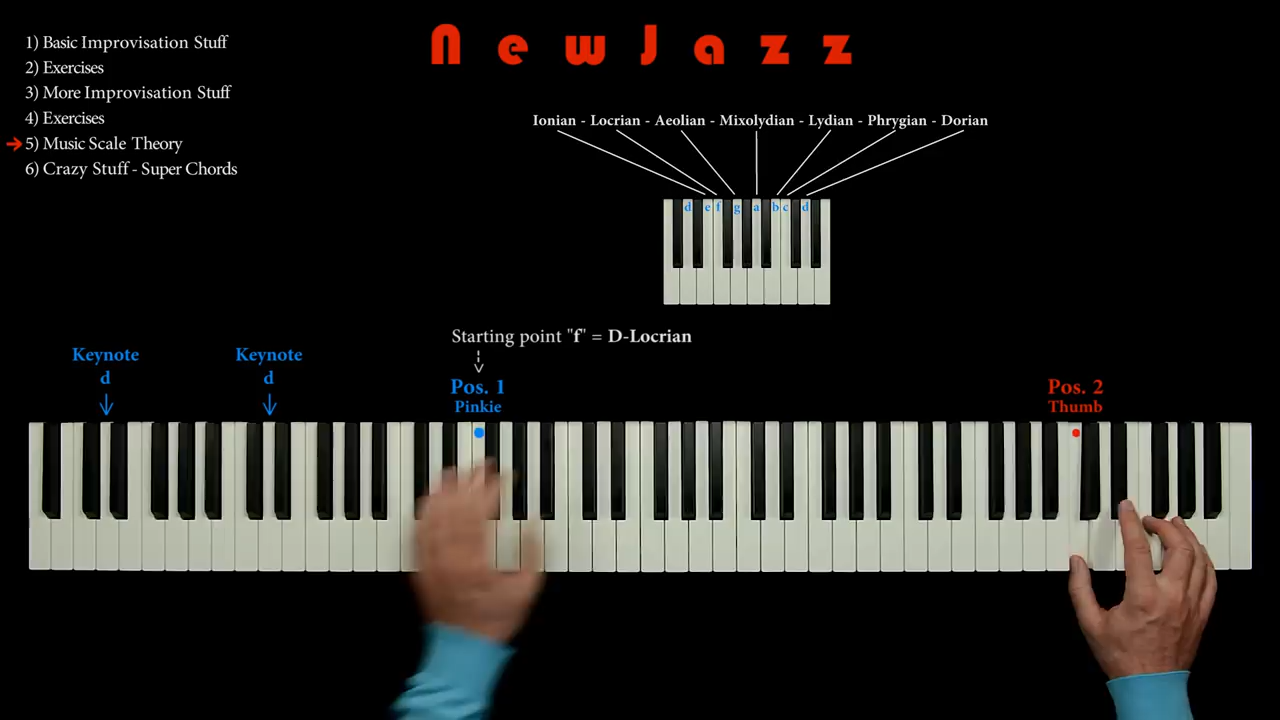 NewJazz
1) Basic Improvisation Stuff
2) Exercises
3) More Improvisation Stuff
4) Exercises
5) Music Scale Theory
6) Crazy Stuff - Super Chords
Ionian - Locrian - Aeolian - Mixolydian - Lydian - Phrygian - Dorian
d e f g a b c d
Starting point "f" = D-Locrian
Keynote
d
Keynote
d
Pos. 1
Pinkie
Pos. 2
Thumb